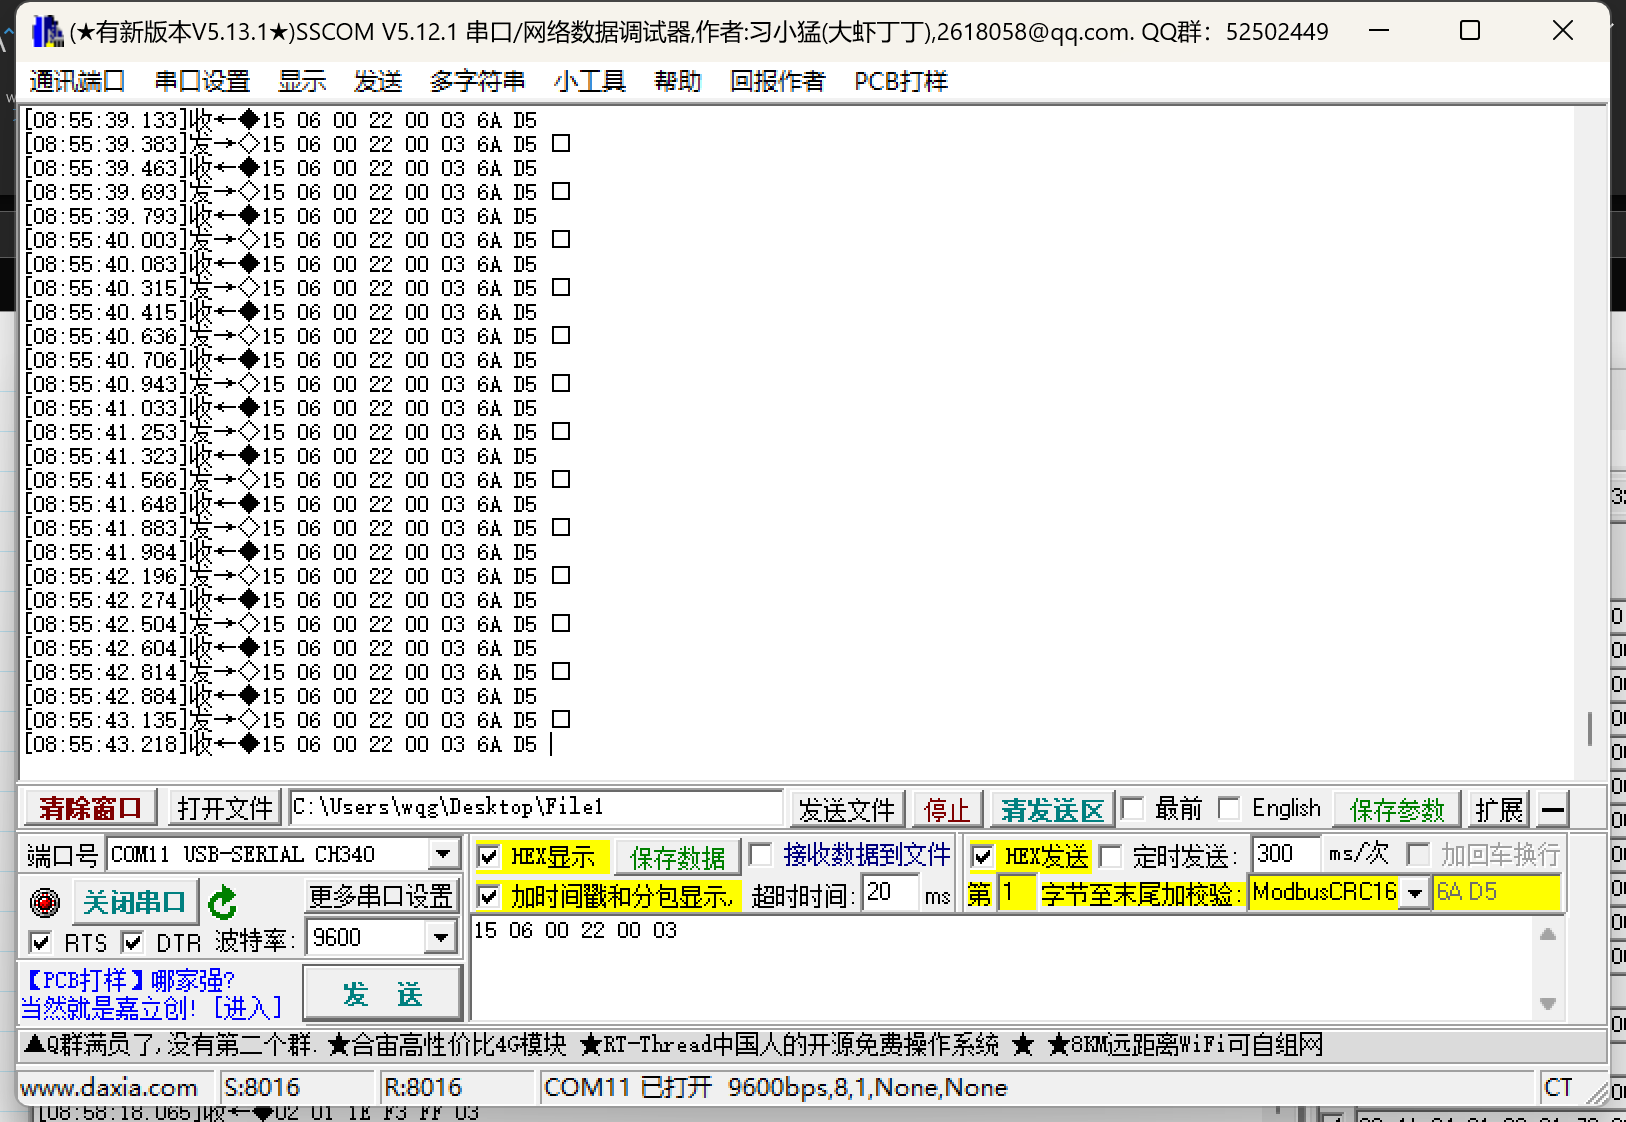 (★有新版本V5.13.1★)SSCOM V5.12.1 串口/网络数据调试器,作者:习小猛(大虾丁丁),2618058@qq.com. QQ群: 52502449
通讯端口 串口设置 显示 发送 多字符串 小工具 帮助 回报作者 PCB打样
[08:55:39.133]收←◆15 06 00 22 00 03 6A D5
[08:55:39.383]发→◇15 06 00 22 00 03 6A D5 □
[08:55:39.463]收←◆15 06 00 22 00 03 6A D5
[08:55:39.693]发→◇15 06 00 22 00 03 6A D5 □
[08:55:39.793]收←◆15 06 00 22 00 03 6A D5
[08:55:40.003]发→◇15 06 00 22 00 03 6A D5 □
[08:55:40.083]收←◆15 06 00 22 00 03 6A D5
[08:55:40.315]发→◇15 06 00 22 00 03 6A D5 □
[08:55:40.415]收←◆15 06 00 22 00 03 6A D5
[08:55:40.636]发→◇15 06 00 22 00 03 6A D5 □
[08:55:40.706]收←◆15 06 00 22 00 03 6A D5
[08:55:40.943]发→◇15 06 00 22 00 03 6A D5 □
[08:55:41.033]收←◆15 06 00 22 00 03 6A D5
[08:55:41.253]发→◇15 06 00 22 00 03 6A D5 □
[08:55:41.323]收←◆15 06 00 22 00 03 6A D5
[08:55:41.566]发→◇15 06 00 22 00 03 6A D5 □
[08:55:41.648]收←◆15 06 00 22 00 03 6A D5
[08:55:41.883]发→◇15 06 00 22 00 03 6A D5 □
[08:55:41.984]收←◆15 06 00 22 00 03 6A D5
[08:55:42.196]发→◇15 06 00 22 00 03 6A D5 □
[08:55:42.274]收←◆15 06 00 22 00 03 6A D5
[08:55:42.504]发→◇15 06 00 22 00 03 6A D5 □
[08:55:42.604]收←◆15 06 00 22 00 03 6A D5
[08:55:42.814]发→◇15 06 00 22 00 03 6A D5 □
[08:55:42.884]收←◆15 06 00 22 00 03 6A D5
[08:55:43.135]发→◇15 06 00 22 00 03 6A D5 □
[08:55:43.218]收←◆15 06 00 22 00 03 6A D5
清除窗口 打开文件 C:\Users\wqg\Desktop\File1 发送文件 停止 清发送区 最前 English 保存参数 扩展 —
端口号 COM11 USB-SERIAL CH340 HEX显示 保存数据 接收数据到文件 HEX发送 定时发送: 300 ms/次 加回车换行
关闭串口 更多串口设置 加时间戳和分包显示, 超时时间: 20 ms 第 1 字节至末尾加校验: ModbusCRC16 6A D5
RTS DTR 波特率: 9600 15 06 00 22 00 03
【PCB打样】哪家强?
当然就是嘉立创! [进入] 发 送
▲Q群满员了,没有第二个群. ★合宙高性价比4G模块 ★RT-Thread中国人的开源免费操作系统 ★ ★8KM远距离WiFi可自组网
www.daxia.com S:8016 R:8016 COM11 已打开 9600bps,8,1,None,None CT
[08:58:18.065]收←◆02 01 1E F3 FF 03